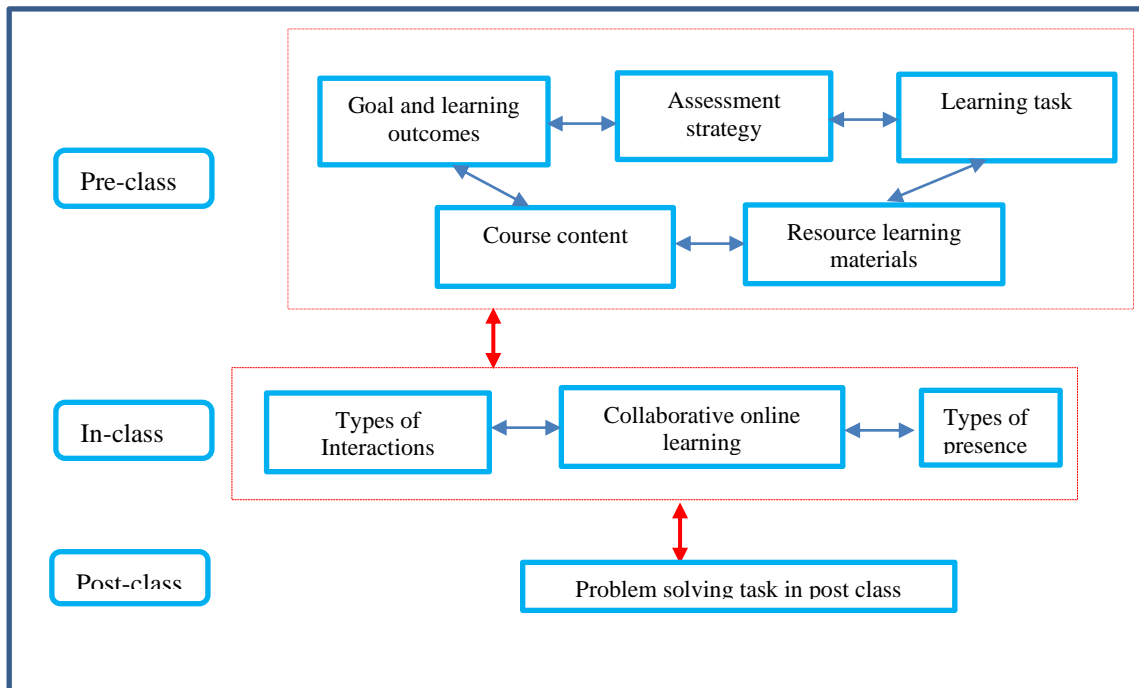 Goal and learning
outcomes
Assessment
strategy
Learning task
Pre-class
Course content
Resource learning
materials
In-class
Types of
Interactions
Collaborative online
learning
Types of
presence
Post-class
Problem solving task in post class